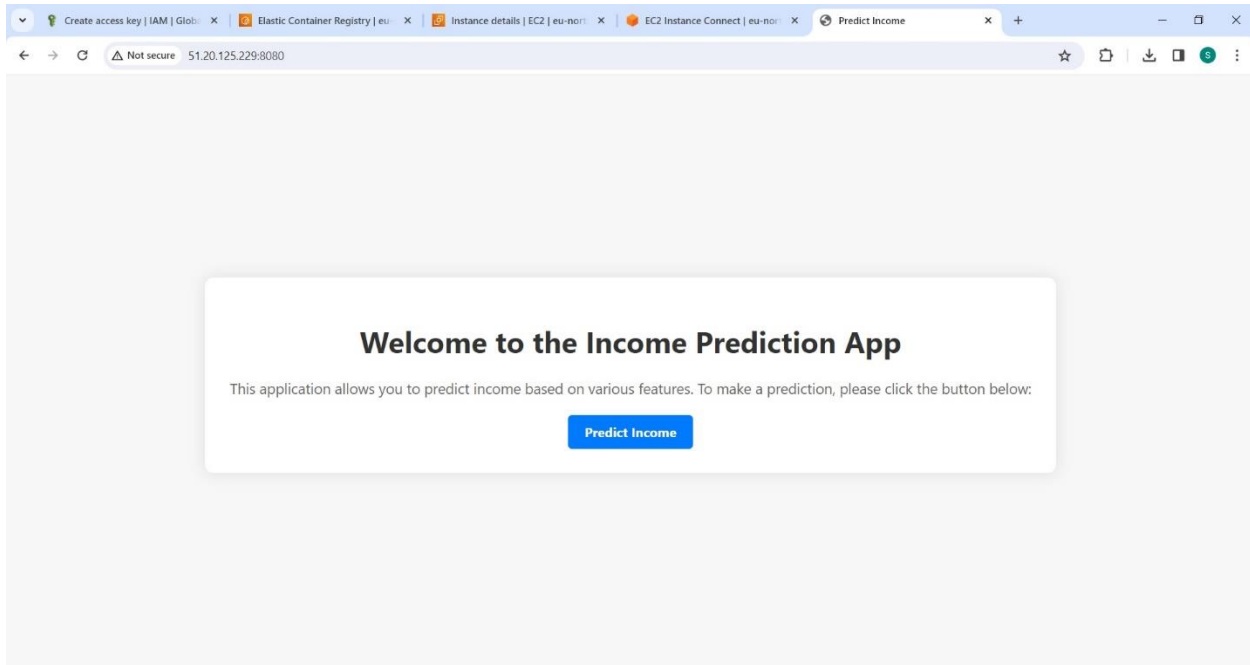 Create access key | IAM | Glob
Elastic Container Registry | eu-
Instance details | EC2 | eu-nort
EC2 Instance Connect | eu-nor
Predict Income
Not secure
51.20.125.229:8080
S
Welcome to the Income Prediction App
This application allows you to predict income based on various features. To make a prediction, please click the button below:
Predict Income